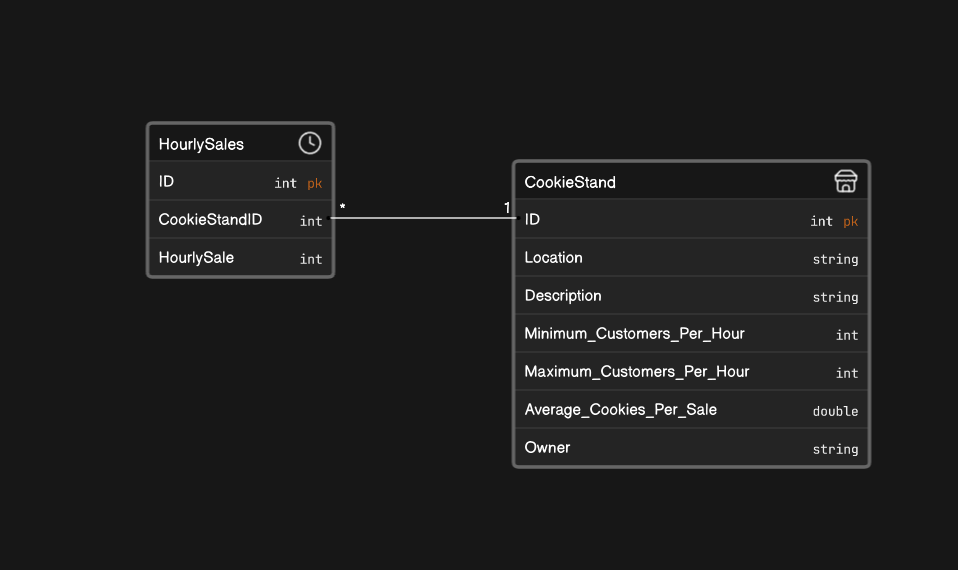 HourlySales
ID int pk
CookieStandID int
HourlySale int
* 1
CookieStand
ID int pk
Location string
Description string
Minimum_Customers_Per_Hour int
Maximum_Customers_Per_Hour int
Average_Cookies_Per_Sale double
Owner string